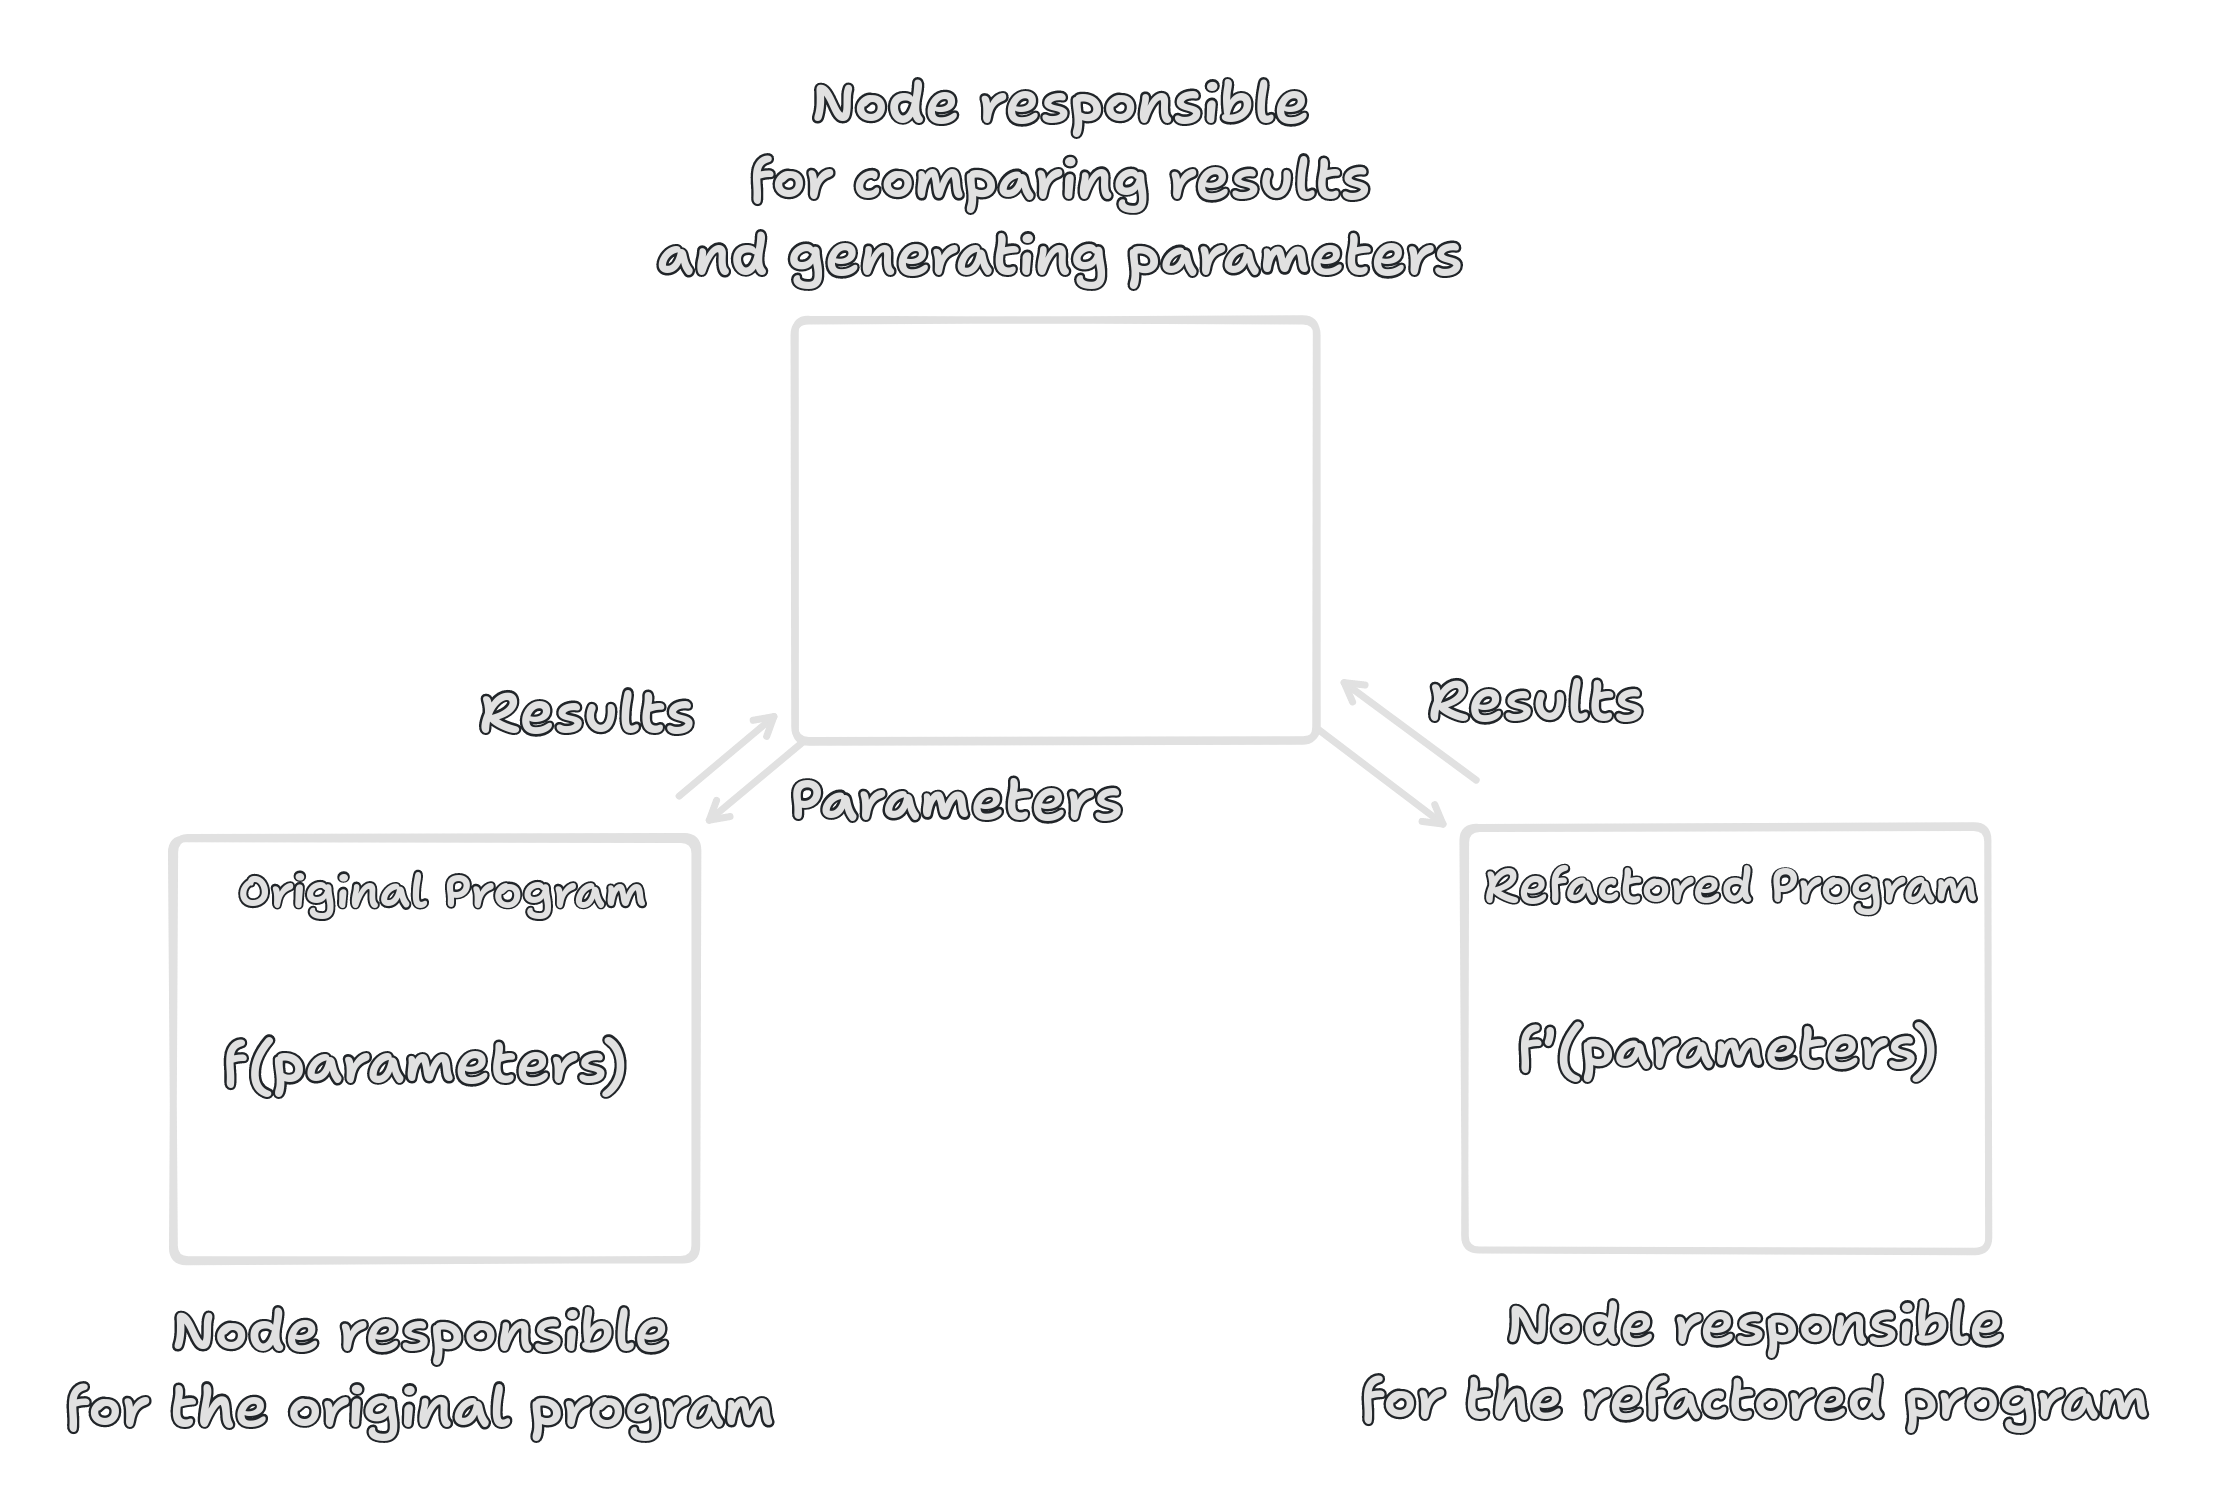 Node responsible
for comparing results
and generating parameters
Results
Results
Parameters
Original Program
f(parameters)
Node responsible
for the original program
Refactored Program
f'(parameters)
Node responsible
for the refactored program